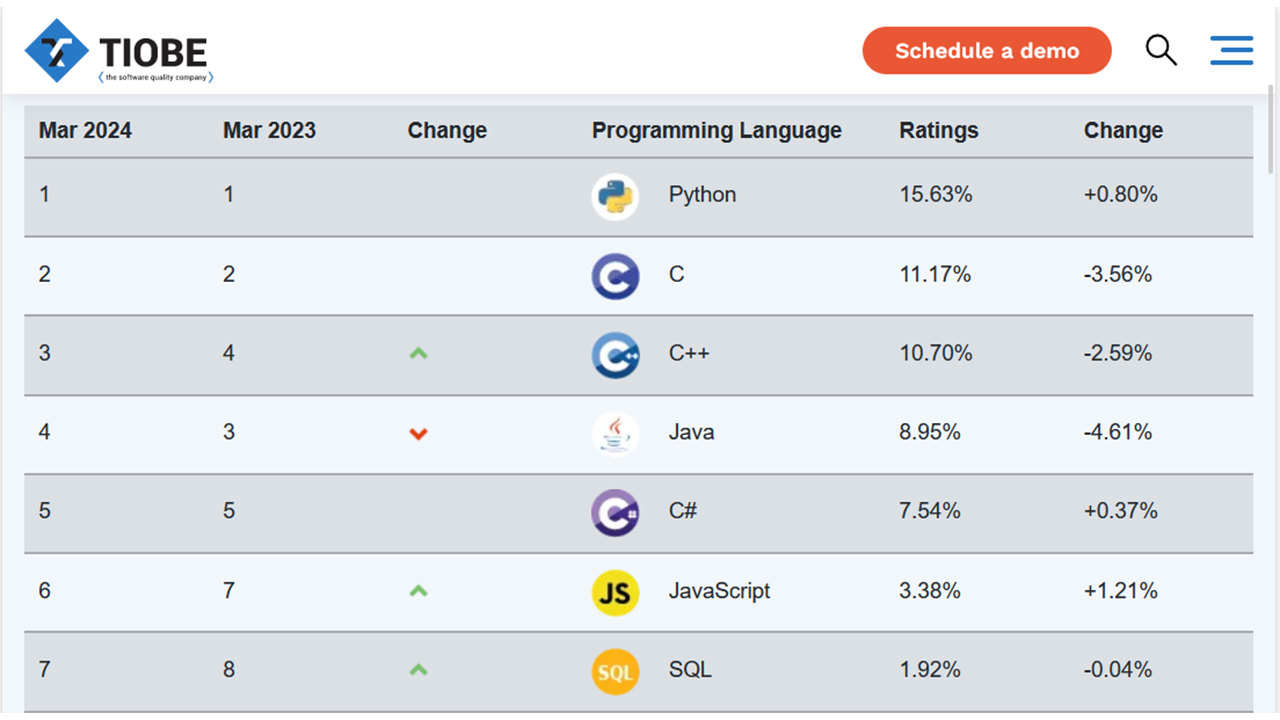 TIOBE
(the software quality company)
Schedule a demo
Mar 2024 Mar 2023 Change Programming Language Ratings Change
1 1 Python 15.63% +0.80%
2 2 C 11.17% -3.56%
3 4 C++ 10.70% -2.59%
4 3 Java 8.95% -4.61%
5 5 C# 7.54% +0.37%
6 7 JS JavaScript 3.38% +1.21%
7 8 SQL SQL 1.92% -0.04%